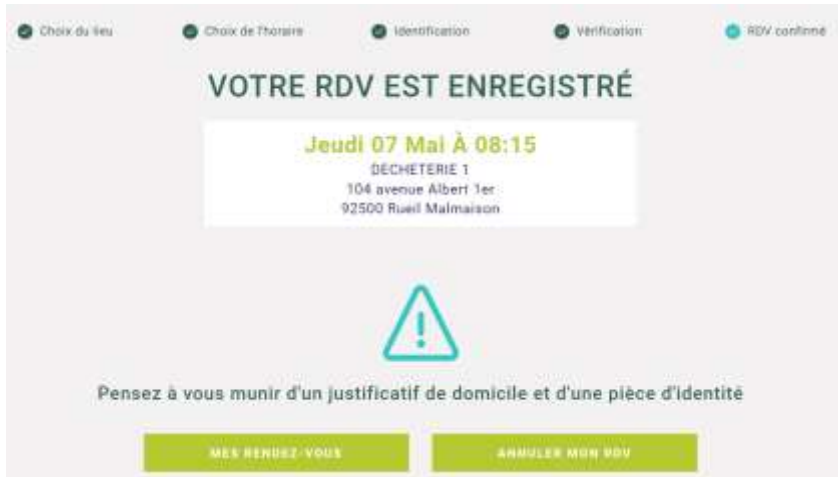 Choix du lieu
Choix de l'horaire
Identification
Vérification
RDV confirmé
VOTRE RDV EST ENREGISTRÉ
Jeudi 07 Mai À 08:15
DECHETERIE 1
104 avenue Albert 1er
92500 Rueil Malmaison
Pensez à vous munir d'un justificatif de domicile et d'une pièce d'identité
MES RENDEZ-VOUS
ANNULER MON RDV